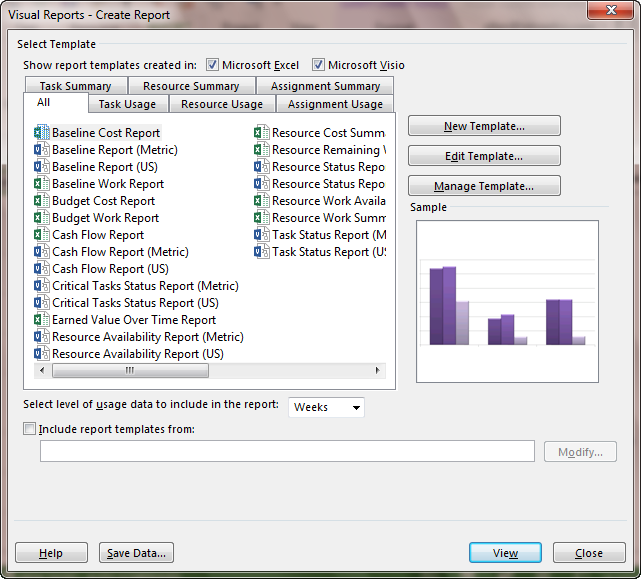 Visual Reports - Create Report
Select Template
Show report templates created in: Microsoft Excel Microsoft Visio
Task Summary Resource Summary Assignment Summary
All Task Usage Resource Usage Assignment Usage
Baseline Cost Report
Baseline Report (Metric)
Baseline Report (US)
Baseline Work Report
Budget Cost Report
Budget Work Report
Cash Flow Report
Cash Flow Report (Metric)
Cash Flow Report (US)
Critical Tasks Status Report (Metric)
Critical Tasks Status Report (US)
Earned Value Over Time Report
Resource Availability Report (Metric)
Resource Availability Report (US)
Resource Cost Summ
Resource Remaining
Resource Status Repo
Resource Status Repo
Resource Work Availa
Resource Work Summ
Task Status Report (M
Task Status Report (US
New Template...
Edit Template...
Manage Template...
Sample
Select level of usage data to include in the report: Weeks
Include report templates from:
Modify...
Help Save Data... View Close